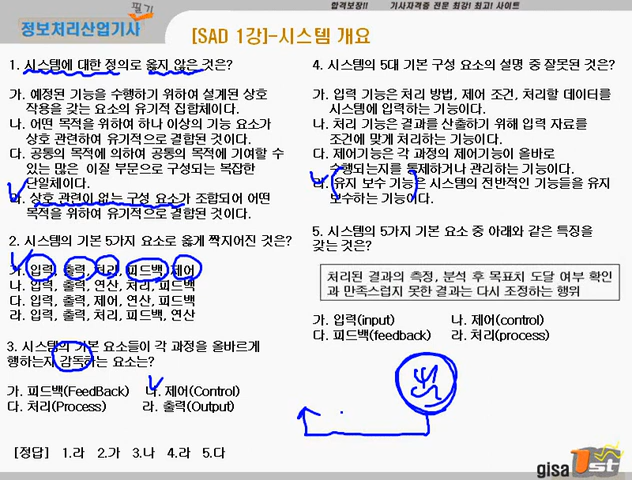 합격보장!! 기사자격증 전문 최강! 최고! 사이트
필기
정보처리산업기사
[SAD 1강]-시스템 개요
1. 시스템에 대한 정의로 옳지 않은 것은?
가. 예정된 기능을 수행하기 위하여 설계된 상호
작용을 갖는 요소의 유기적 집합체이다.
나. 어떤 목적을 위하여 하나 이상의 기능 요소가
상호 관련하여 유기적으로 결합된 것이다.
다. 공통의 목적에 의하여 공통의 목적에 기여할 수
있는 많은 이질 부문으로 구성되는 복잡한
단일체이다.
라. 상호 관련이 없는 구성 요소가 조합되어 어떤
목적을 위하여 유기적으로 결합된 것이다.
2. 시스템의 기본 5가지 요소로 옳게 짝지어진 것은?
가. 입력, 출력, 처리, 피드백, 제어
나. 입력, 출력, 연산, 처리, 피드백
다. 입력, 출력, 제어, 연산, 피드백
라. 입력, 출력, 처리, 피드백, 연산
3. 시스템의 기본 요소들이 각 과정을 올바르게
행하는지 감독하는 요소는?
가. 피드백(FeedBack) 나. 제어(Control)
다. 처리(Process) 라. 출력(Output)
[정답] 1.라 2.가 3.나 4.라 5.다
4. 시스템의 5대 기본 구성 요소의 설명 중 잘못된 것은?
가. 입력 기능은 처리 방법, 제어 조건, 처리할 데이터를
시스템에 입력하는 기능이다.
나. 처리 기능은 결과를 산출하기 위해 입력 자료를
조건에 맞게 처리하는 기능이다.
다. 제어기능은 각 과정의 제어기능이 올바로
수행되는지를 통제하거나 관리하는 기능이다.
라. 유지 보수 기능은 시스템의 전반적인 기능들을 유지
보수하는 기능이다.
5. 시스템의 5가지 기본 요소 중 아래와 같은 특징을
갖는 것은?
처리된 결과의 측정, 분석 후 목표치 도달 여부 확인
과 만족스럽지 못한 결과는 다시 조정하는 행위
가. 입력(input) 나. 제어(control)
다. 피드백(feedback) 라. 처리(process)
gisa 1st